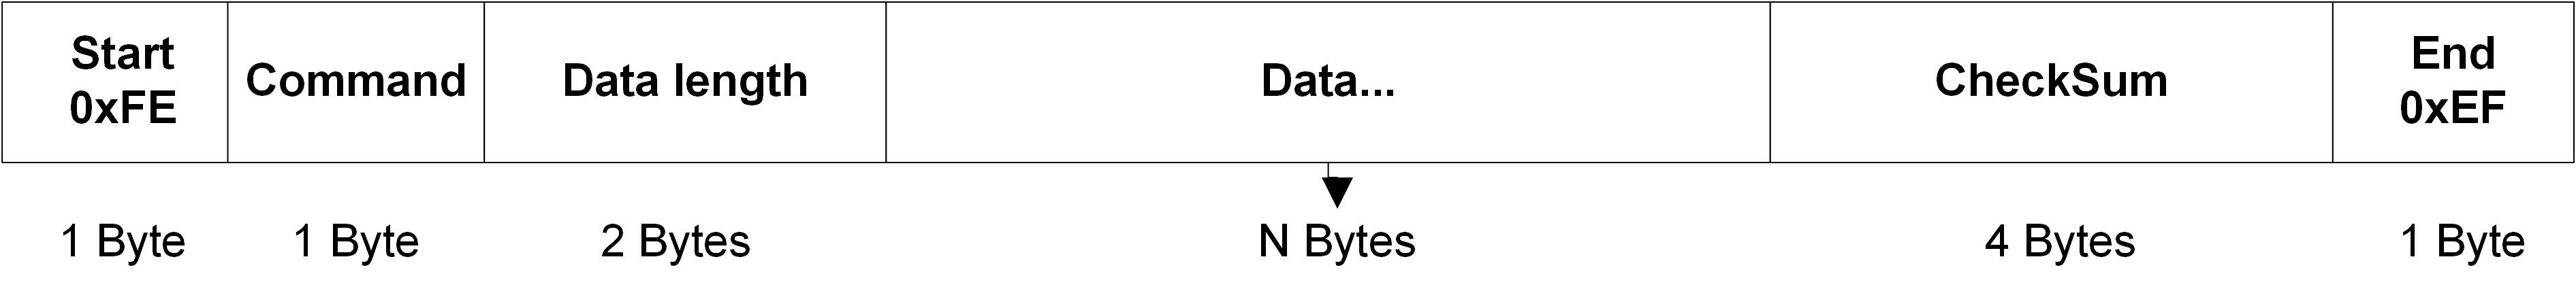 Start
0xFE
Command
Data length
Data...
CheckSum
End
0xEF
1 Byte
1 Byte
2 Bytes
N Bytes
4 Bytes
1 Byte